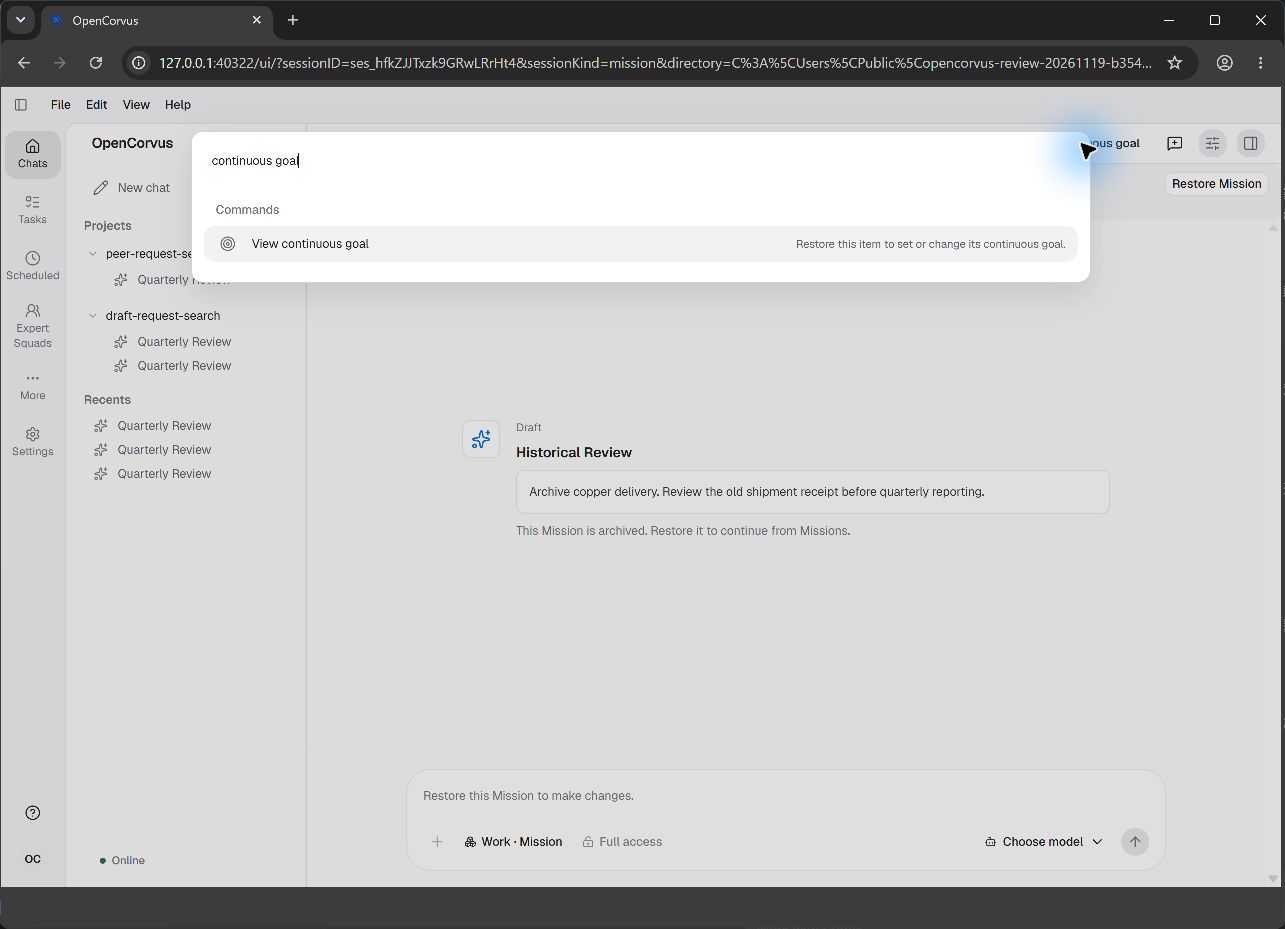 OpenCorvus
127.0.0.1:40322/ui/?sessionID=ses_hfkZJJTxzk9GRwLRrHt4&sessionKind=mission&directory=C%3A%5CUsers%5CPublic%5Copencorvus-review-20261119-b354...
File Edit View Help
Chats
Tasks
Scheduled
Expert
Squads
More
Settings
OC
OpenCorvus
New chat
Projects
peer-request-se
Quarterly Review
draft-request-search
Quarterly Review
Quarterly Review
Recents
Quarterly Review
Quarterly Review
Quarterly Review
Online
continuous goal
Commands
View continuous goal
Restore this item to set or change its continuous goal.
ous goal
Restore Mission
Draft
Historical Review
Archive copper delivery. Review the old shipment receipt before quarterly reporting.
This Mission is archived. Restore it to continue from Missions.
Restore this Mission to make changes.
Work · Mission Full access Choose model